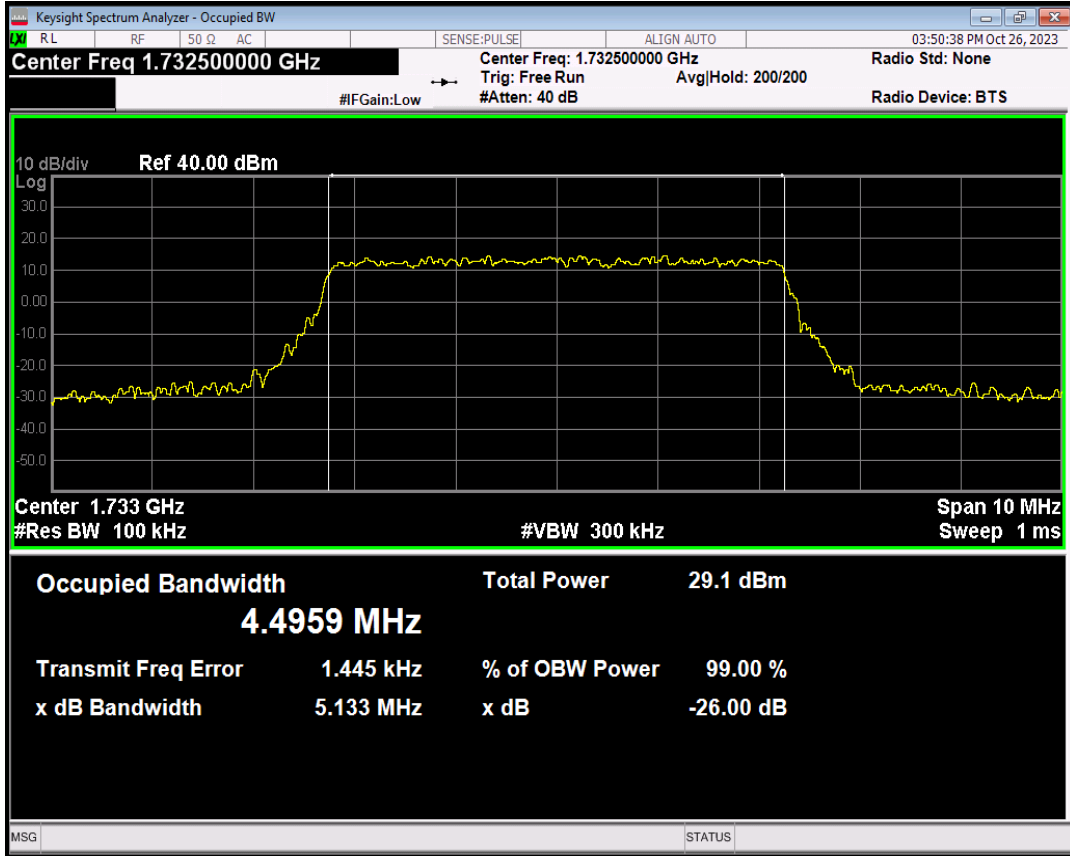 Keysight Spectrum Analyzer - Occupied BW
LXI RL RF 50 Ω AC SENSE:PULSE ALIGN AUTO 03:50:38 PM Oct 26, 2023
Center Freq 1.732500000 GHz Center Freq: 1.732500000 GHz Radio Std: None
Trig: Free Run Avg|Hold: 200/200
#IFGain:Low #Atten: 40 dB Radio Device: BTS
10 dB/div Ref 40.00 dBm
Log
30.0
20.0
10.0
0.00
-10.0
-20.0
-30.0
-40.0
-50.0
Center 1.733 GHz Span 10 MHz
#Res BW 100 kHz #VBW 300 kHz Sweep 1 ms
Occupied Bandwidth Total Power 29.1 dBm
4.4959 MHz
Transmit Freq Error 1.445 kHz % of OBW Power 99.00 %
x dB Bandwidth 5.133 MHz x dB -26.00 dB
MSG STATUS